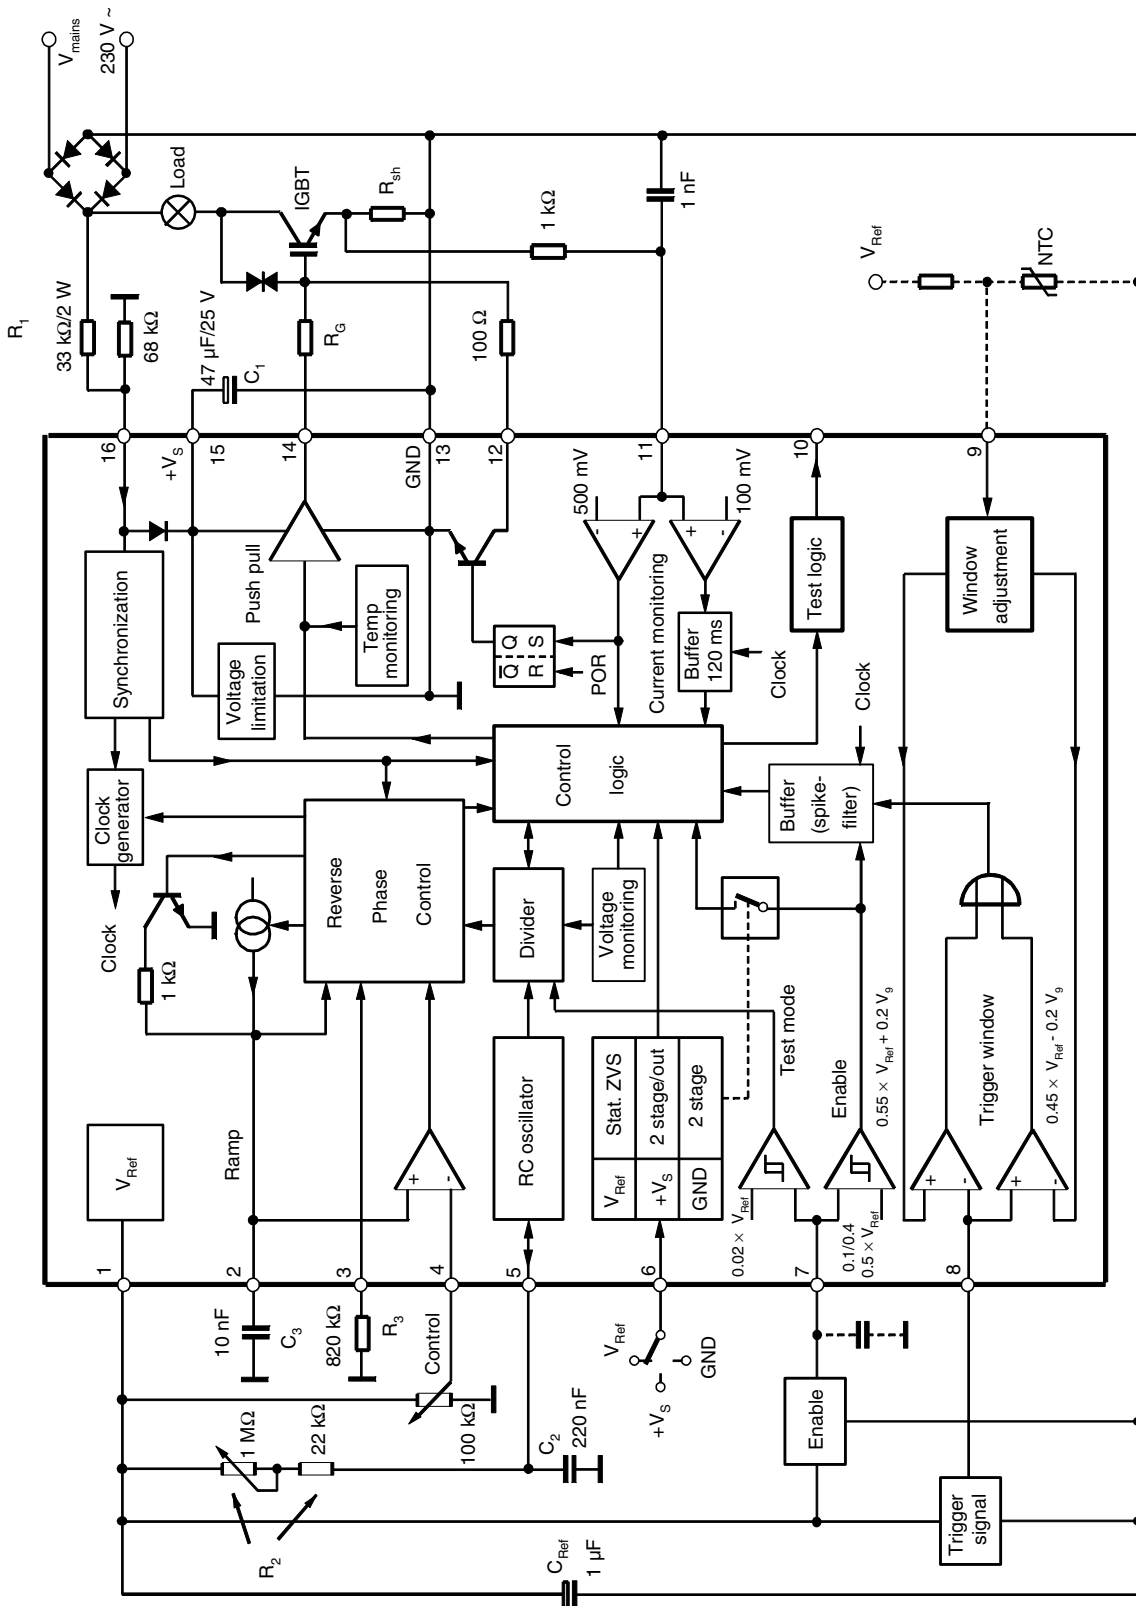 V_mains
230 V ~
Load
IGBT
R_sh
R_1
33 kΩ/2 W
68 kΩ
47 µF/25 V
C_1
R_G
100 Ω
1 kΩ
1 nF
V_Ref
NTC
16
+V_S
15
14
GND
13
12
11
10
9
Synchronization
Push pull
Voltage
limitation
Temp
monitoring
Q̅ Q
R S
POR
500 mV
100 mV
Current monitoring
Buffer
120 ms
Clock
Test logic
Window
adjustment
Clock
generator
Clock
1 kΩ
Reverse
Phase
Control
Control
logic
Divider
Voltage
monitoring
Buffer
(spike-
filter)
Clock
V_Ref
Ramp
RC oscillator
Stat. ZVS
2 stage/out
2 stage
V_Ref
+V_S
GND
Test mode
Enable
0.02 × V_Ref
0.1/0.4
0.5 × V_Ref
0.55 × V_Ref + 0.2 V_9
Trigger window
0.45 × V_Ref - 0.2 V_9
+
-
+
-
+
-
+
-
+
-
1
2
3
4
5
6
7
8
10 nF
C_3
820 kΩ
R_3
Control
100 kΩ
1 MΩ
22 kΩ
R_2
C_2
220 nF
V_Ref
+V_S
GND
Enable
Trigger
signal
C_Ref
1 µF